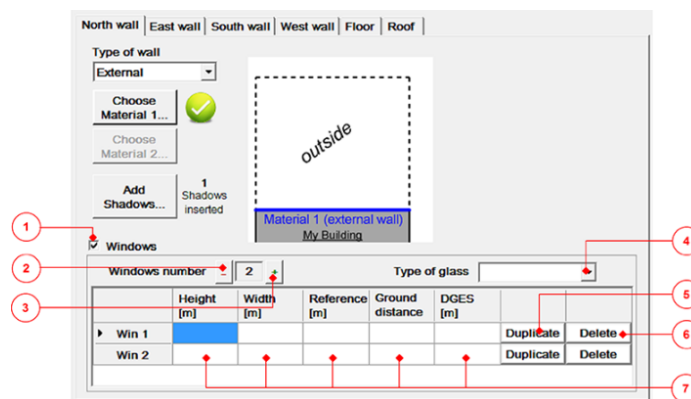 North wall East wall South wall West wall Floor Roof
Type of wall
External
Choose
Material 1...
Choose
Material 2...
Add
Shadows...
1
Shadows
inserted
outside
Material 1 (external wall)
My Building
1
Windows
2
Windows number - 2 +
Type of glass
4
3
Height
[m]
Width
[m]
Reference
[m]
Ground
distance
DGES
[m]
5
Win 1 Duplicate Delete
6
Win 2 Duplicate Delete
7